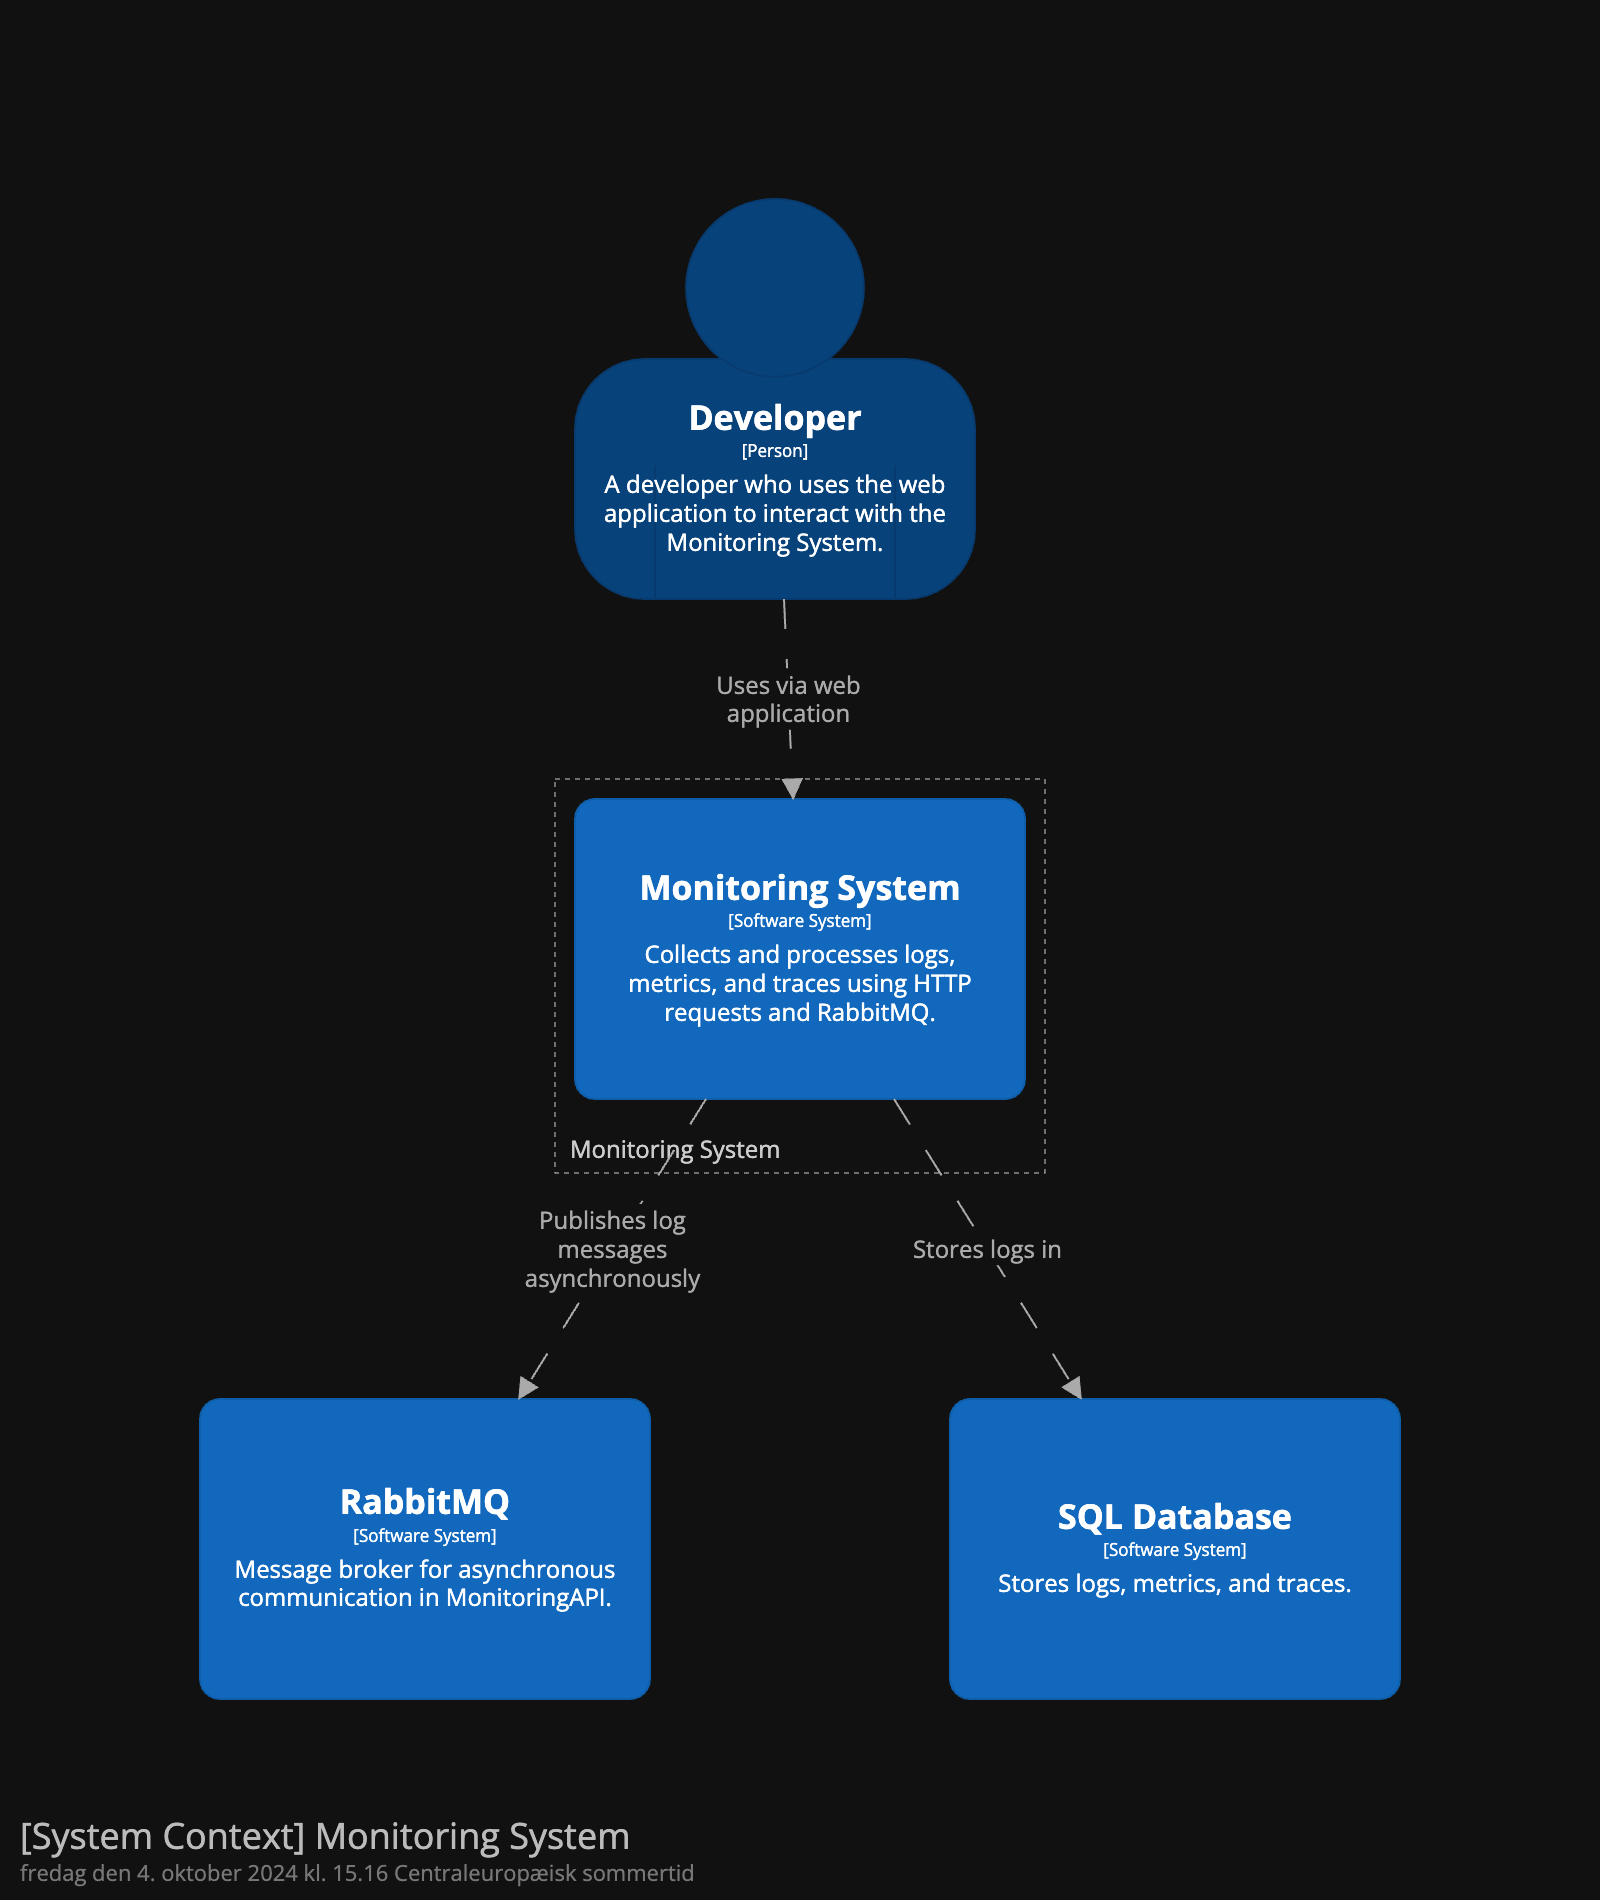 Developer
[Person]
A developer who uses the web
application to interact with the
Monitoring System.
Uses via web
application
Monitoring System
[Software System]
Collects and processes logs,
metrics, and traces using HTTP
requests and RabbitMQ.
Monitoring System
Publishes log
messages
asynchronously
Stores logs in
RabbitMQ
[Software System]
Message broker for asynchronous
communication in MonitoringAPI.
SQL Database
[Software System]
Stores logs, metrics, and traces.
[System Context] Monitoring System
fredag den 4. oktober 2024 kl. 15.16 Centraleuropæisk sommertid